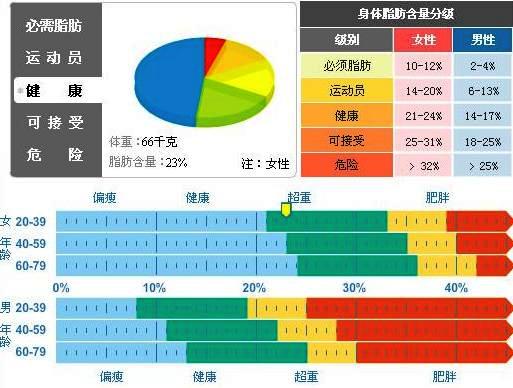 必需脂肪
运动员
健 康
可接受
危 险
体重:66千克
脂肪含量:23%
注：女性
身体脂肪含量分级
级别 女性 男性
必须脂肪 10-12% 2-4%
运动员 14-20% 6-13%
健康 21-24% 14-17%
可接受 25-31% 18-25%
危险 > 32% > 25%
偏瘦 健康 超重 肥胖
女年龄
20-39
40-59
60-79
0% 10% 20% 30% 40%
男年龄
20-39
40-59
60-79
偏瘦 健康 超重 肥胖